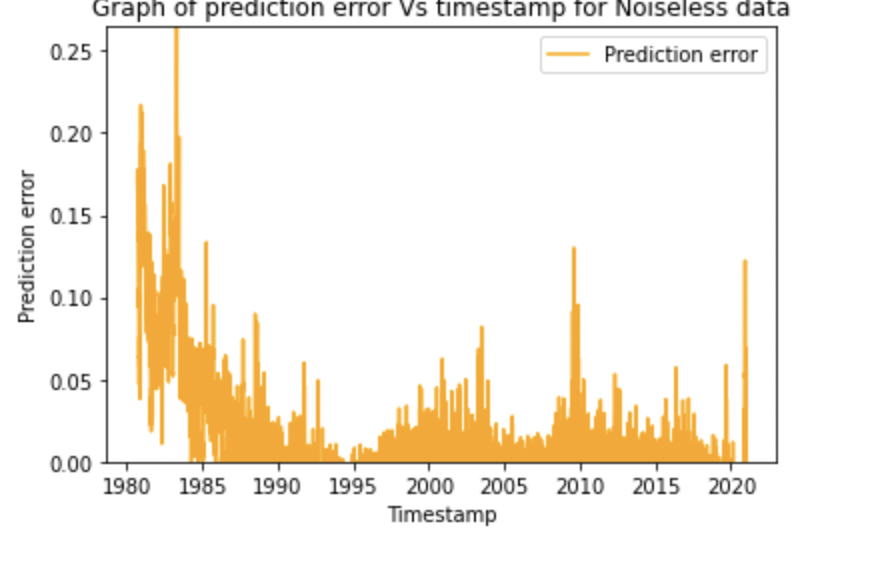 Graph of prediction error Vs timestamp for Noiseless data
Prediction error
0.25
0.20
0.15
0.10
0.05
0.00
Prediction error
1980 1985 1990 1995 2000 2005 2010 2015 2020
Timestamp